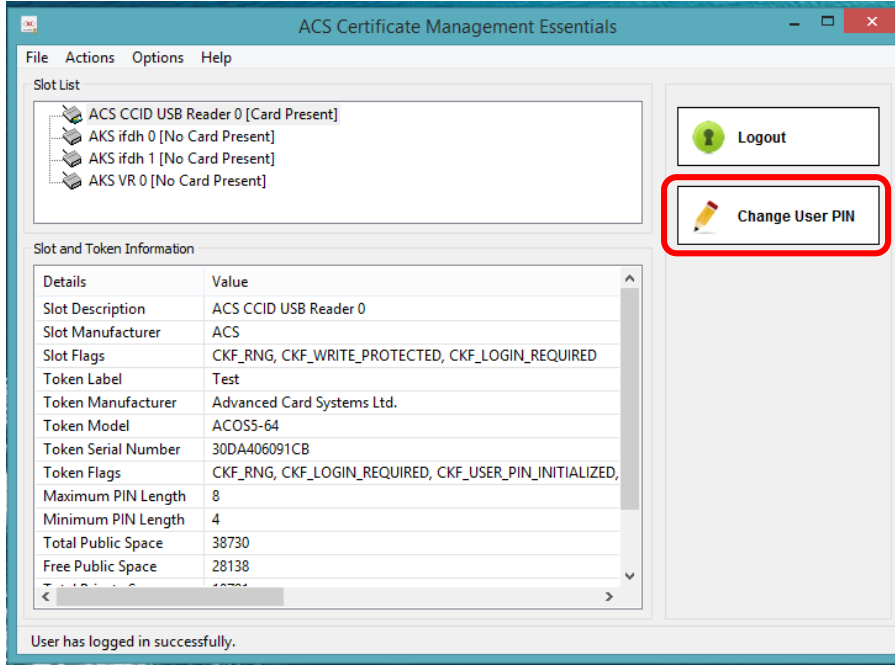 ACS Certificate Management Essentials
File Actions Options Help
Slot List
ACS CCID USB Reader 0 [Card Present]
AKS ifdh 0 [No Card Present]
AKS ifdh 1 [No Card Present]
AKS VR 0 [No Card Present]
Logout
Change User PIN
Slot and Token Information
Details Value
Slot Description ACS CCID USB Reader 0
Slot Manufacturer ACS
Slot Flags CKF_RNG, CKF_WRITE_PROTECTED, CKF_LOGIN_REQUIRED
Token Label Test
Token Manufacturer Advanced Card Systems Ltd.
Token Model ACOS5-64
Token Serial Number 30DA406091CB
Token Flags CKF_RNG, CKF_LOGIN_REQUIRED, CKF_USER_PIN_INITIALIZED,
Maximum PIN Length 8
Minimum PIN Length 4
Total Public Space 38730
Free Public Space 28138
User has logged in successfully.